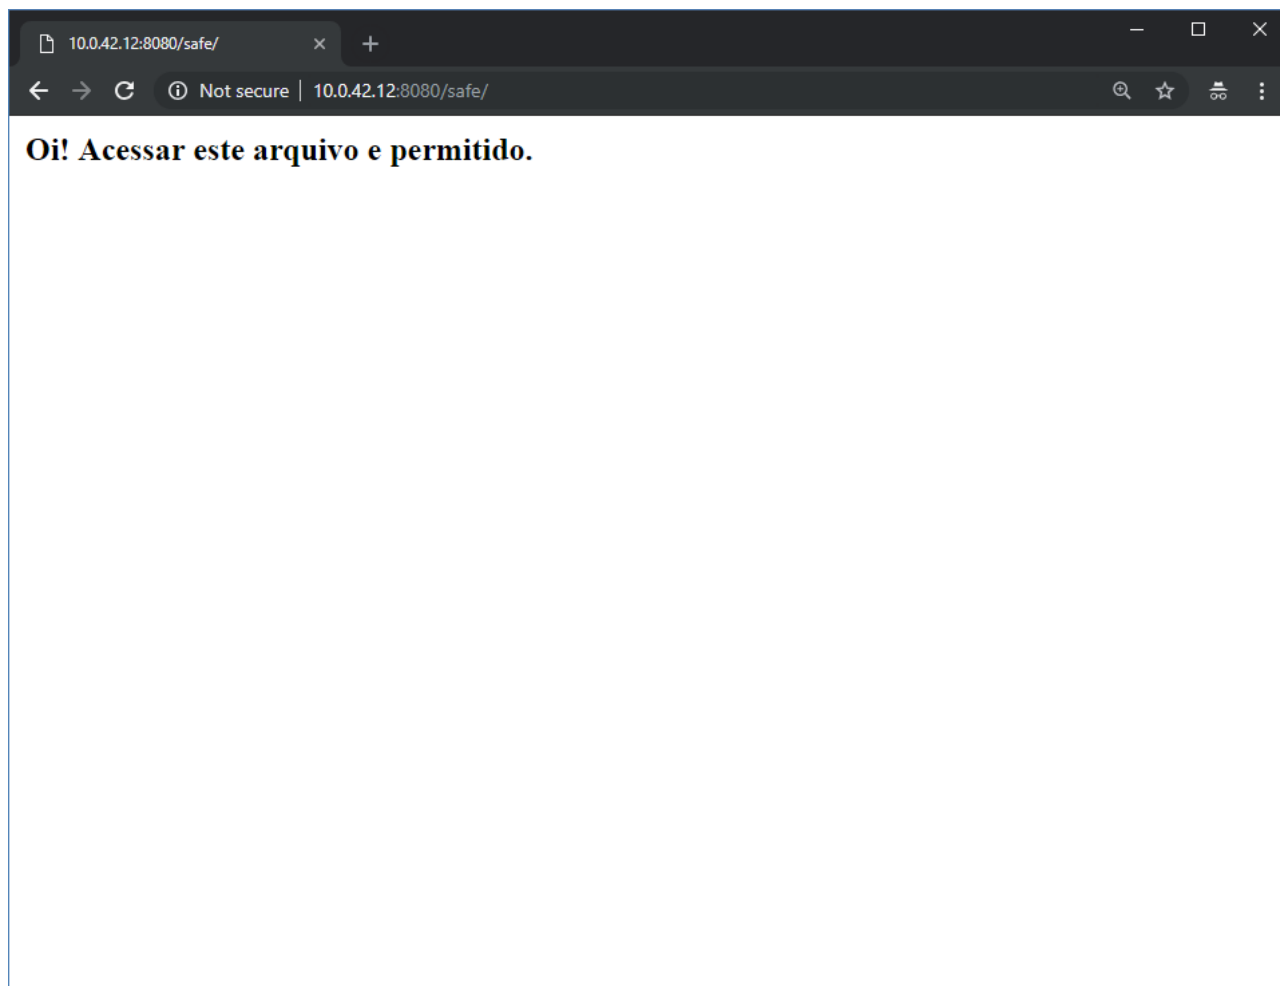 10.0.42.12:8080/safe/
Not secure
10.0.42.12:8080/safe/
Oi! Acessar este arquivo e permitido.